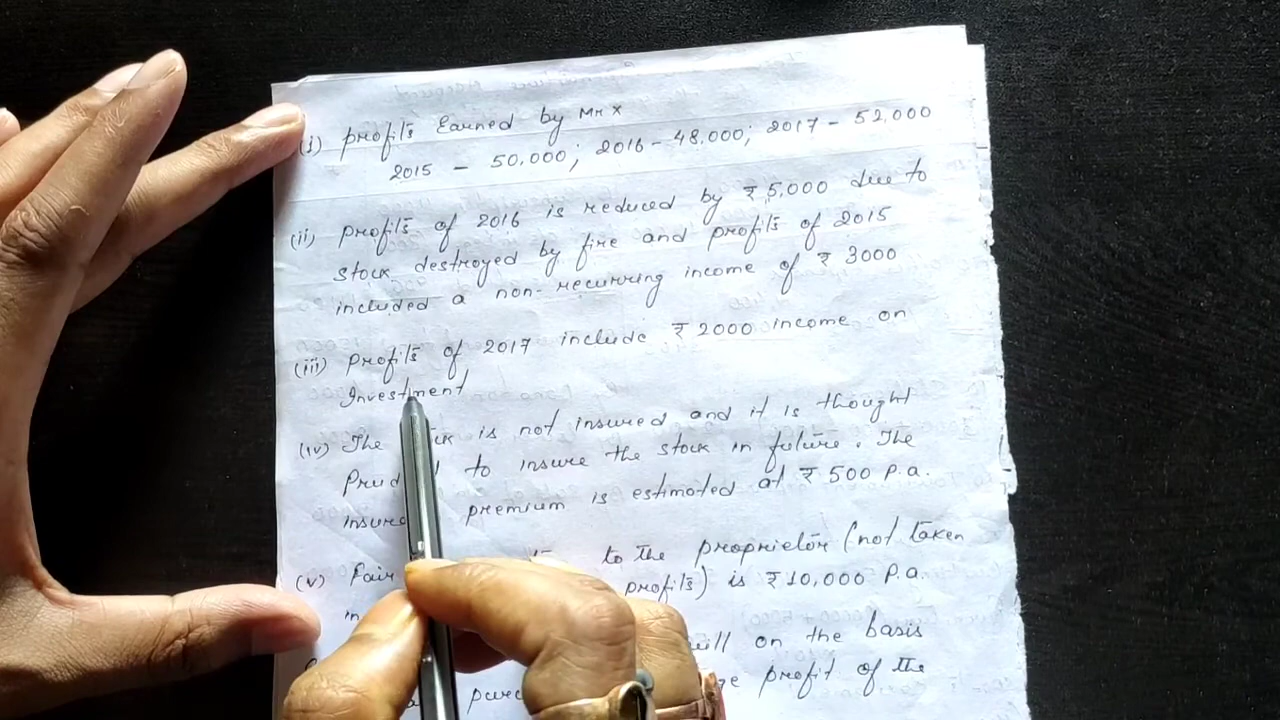 (i) profits Earned by Mr X
2015 - 50,000; 2016 - 48,000; 2017 - 52,000
(ii) profits of 2016 is reduced by ₹ 5,000 due to
stock destroyed by fire and profits of 2015
included a non-recurring income of ₹ 3000
(iii) profits of 2017 include ₹ 2000 income on
Investment
(iv) The is not insured and it is thought
to insure the stock in future. The
premium is estimated at ₹ 500 P.a.
(v) Fair to the proprietor (not taken
in profits) is ₹ 10,000 P.a.
on the basis
profit of the